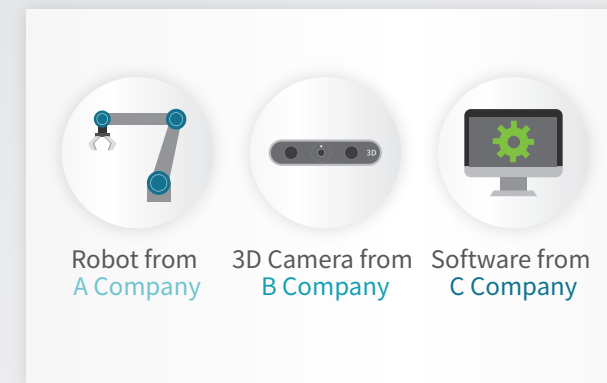 3D
Robot from
A Company
3D Camera from
B Company
Software from
C Company